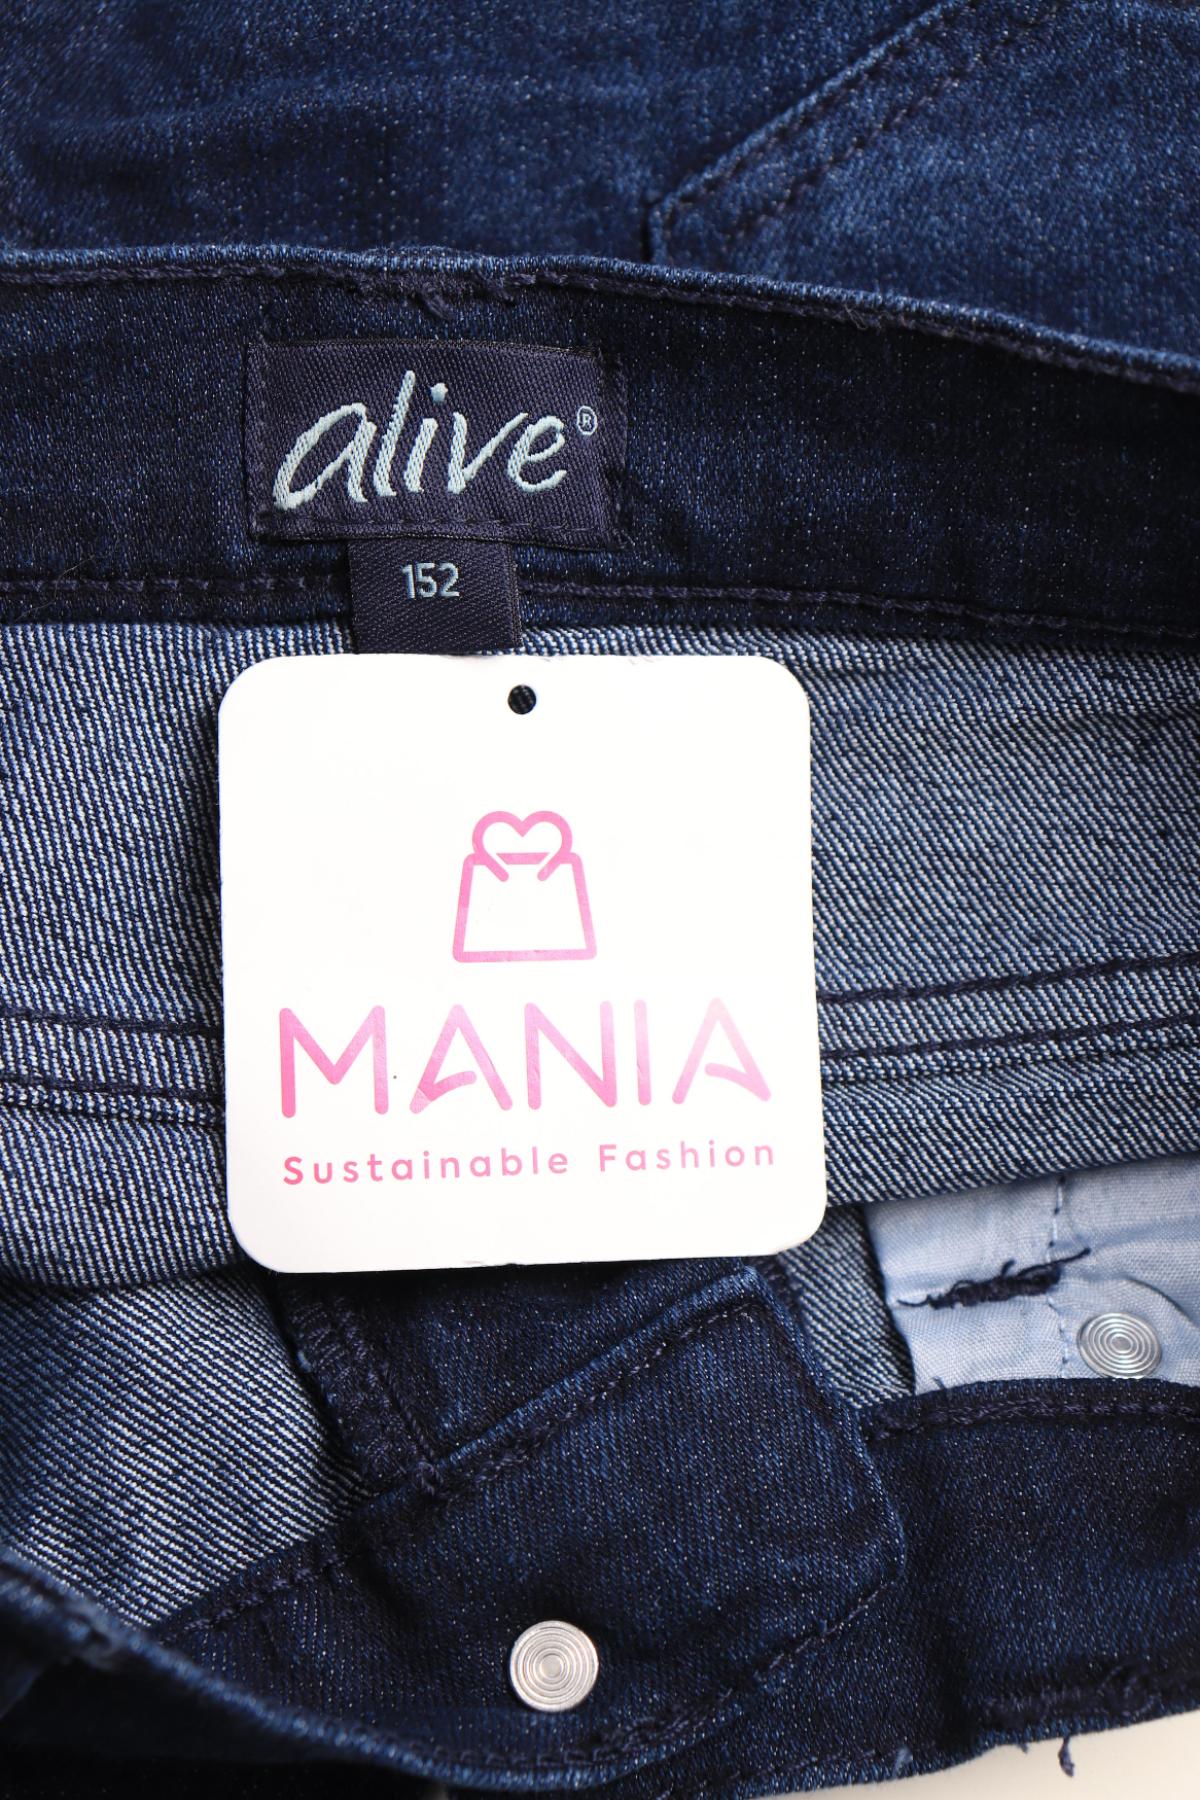 alive®
152
MANIA
Sustainable Fashion